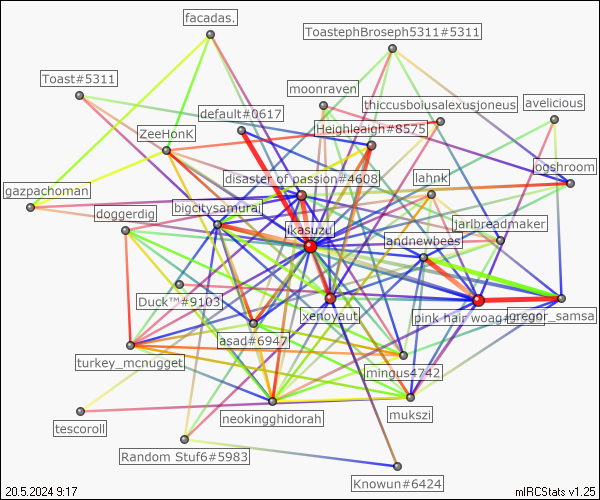 facadas.
ToastephBroseph5311#5311
Toast#5311
moonraven
thiccusboiusalexusjoneus
avelicious
default#0617
Heighleaigh#8575
ZeeHonK
ogshroom
disaster of passion™#4608
lahnk
gazpachoman
doggerdig
bigcitysamurai
jarlbreadmaker
ikasuzu
andnewbees
Duck™#9103
xenoyaut
pink hair woag#
gregor_samsa
asad#6947
turkey_mcnugget
mingus4742
neokingghidorah
mukszi
tescoroll
Random Stuf6#5983
Knowun#6424
20.5.2024 9:17
mIRCStats v1.25